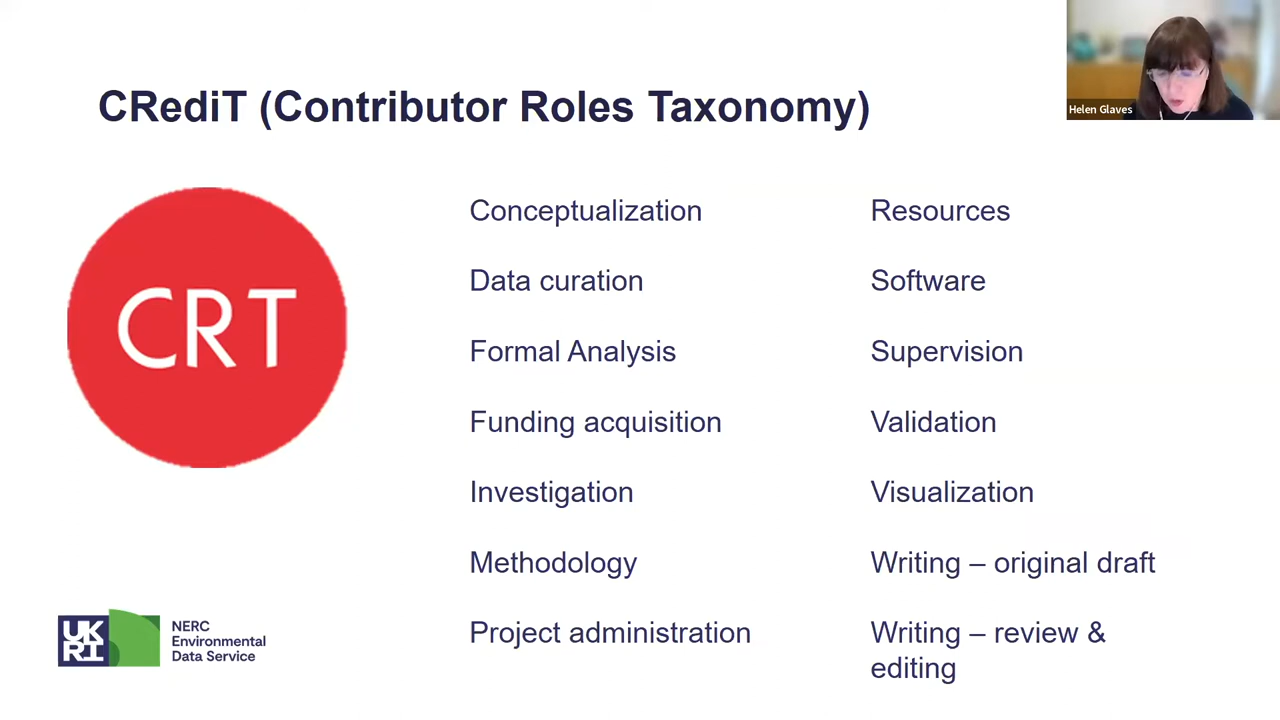 CRediT (Contributor Roles Taxonomy)
Helen Glaves
CRT
Conceptualization
Data curation
Formal Analysis
Funding acquisition
Investigation
Methodology
Project administration
Resources
Software
Supervision
Validation
Visualization
Writing – original draft
Writing – review &
editing
UK
RI
NERC
Environmental
Data Service